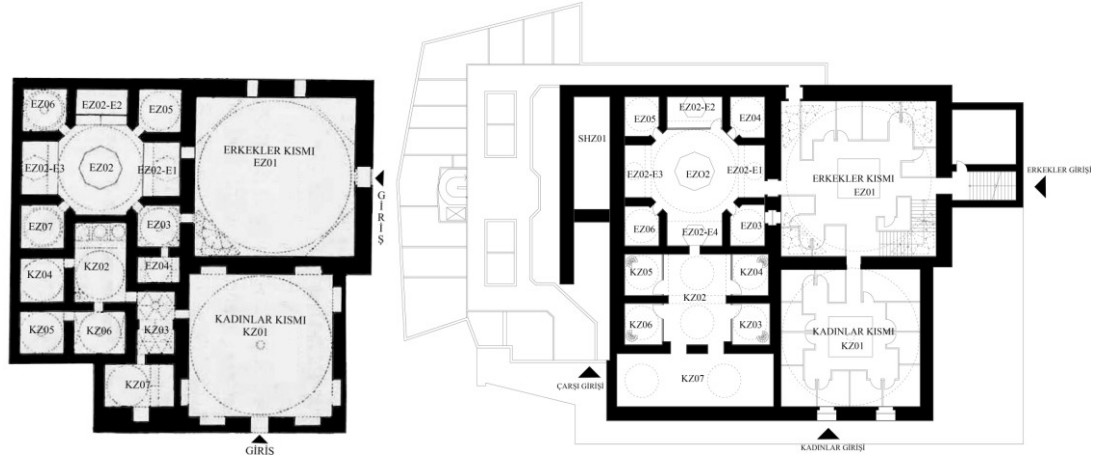 EZ06
EZ02-E2
EZ05
EZ02-E3
EZ02
EZ02-E1
EZ07
EZ03
KZ02
KZ04
EZ04
KZ05
KZ06
KZ03
KZ07
ERKEKLER KISMI
EZ01
KADINLAR KISMI
KZ01
GİRİŞ
GİRİŞ
SHZ01
EZ05
EZ02-E2
EZ04
EZ02-E3
EZO2
EZ02-E1
EZ06
EZ02-E4
EZ03
KZ05
KZ04
KZ02
KZ06
KZ03
KZ07
ERKEKLER KISMI
EZ01
KADINLAR KISMI
KZ01
ERKEKLER GİRİŞİ
ÇARŞI GİRİŞİ
KADINLAR GİRİŞİ